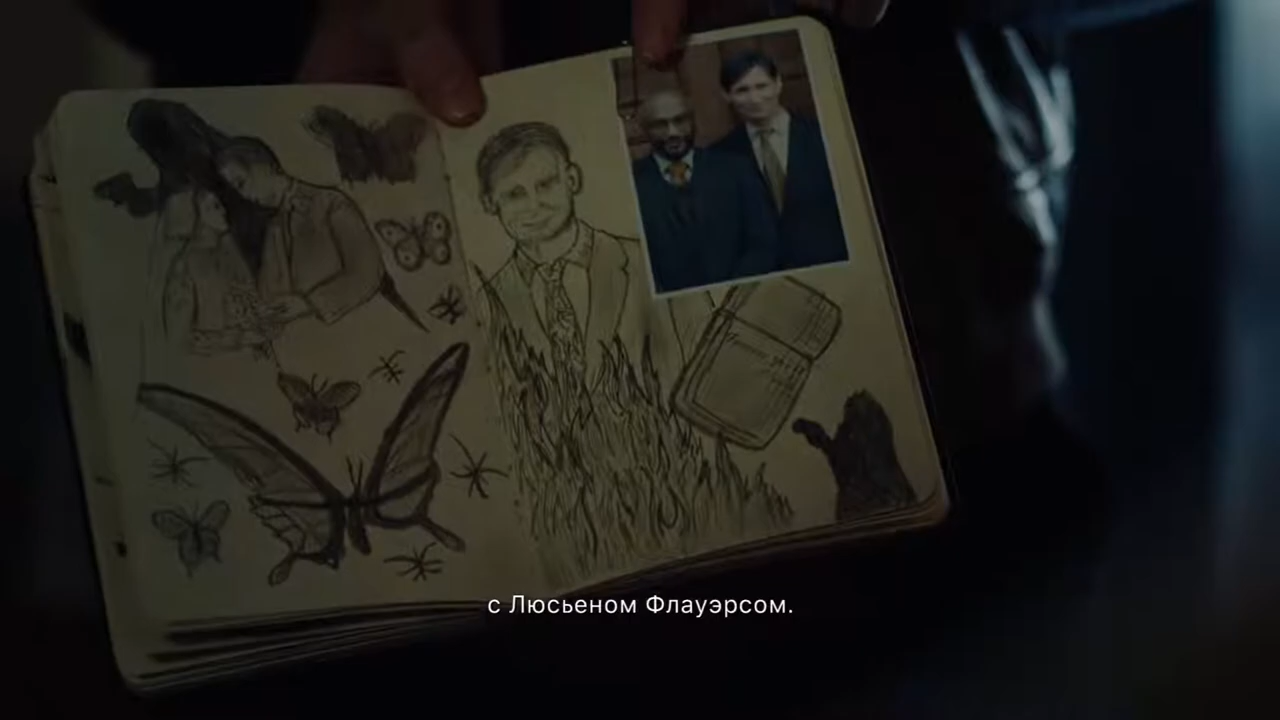 с Люсьеном Флауэрсом.